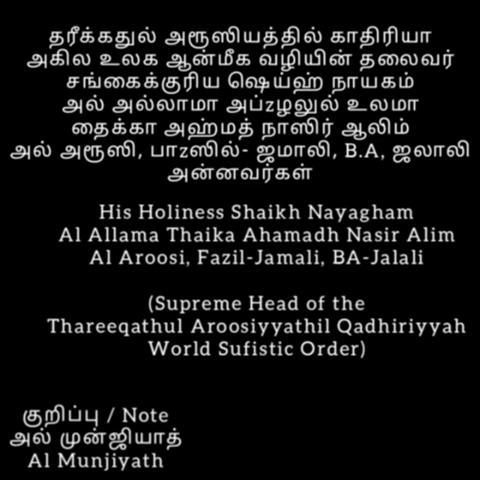 தரீக்கதுல் அரூஸியத்தில் காதிரியா
அகில உலக ஆன்மீக வழியின் தலைவர்
சங்கைக்குரிய ஷெய்ஹ் நாயகம்
அல் அல்லாமா அப்zழலுல் உலமா
தைக்கா அஹ்மத் நாஸிர் ஆலிம்
அல் அரூஸி, பாzஸில்- ஜமாலி, B.A, ஜலாலி
அன்னவர்கள்
His Holiness Shaikh Nayagham
Al Allama Thaika Ahamadh Nasir Alim
Al Aroosi, Fazil-Jamali, BA-Jalali
(Supreme Head of the
Thareeqathul Aroosiyyathil Qadhiriyyah
World Sufistic Order)
குறிப்பு / Note
அல் முன்ஜியாத்
Al Munjiyath